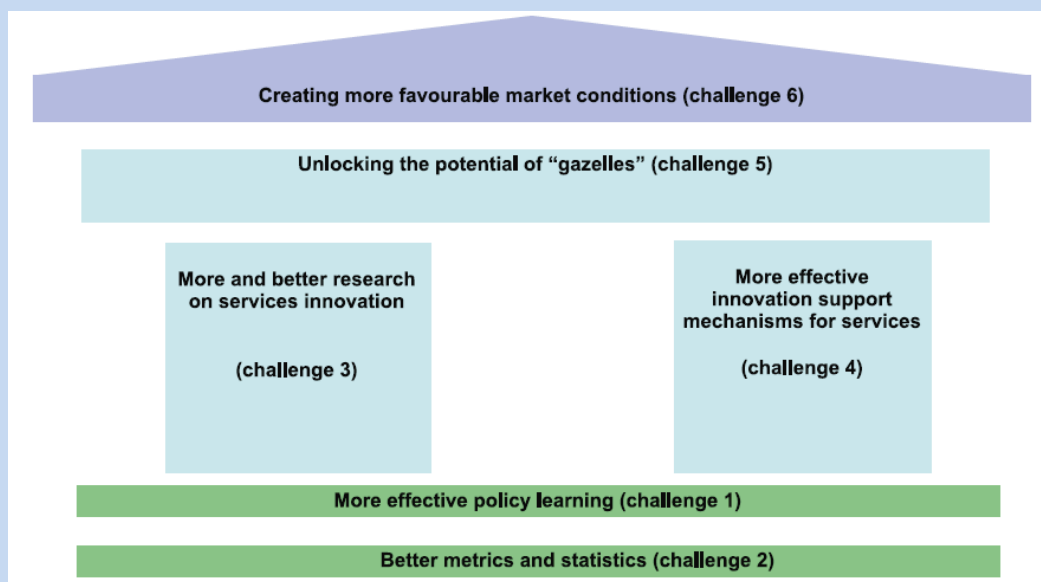 Creating more favourable market conditions (challenge 6)
Unlocking the potential of “gazelles” (challenge 5)
More and better research
on services innovation
(challenge 3)
More effective
innovation support
mechanisms for services
(challenge 4)
More effective policy learning (challenge 1)
Better metrics and statistics (challenge 2)